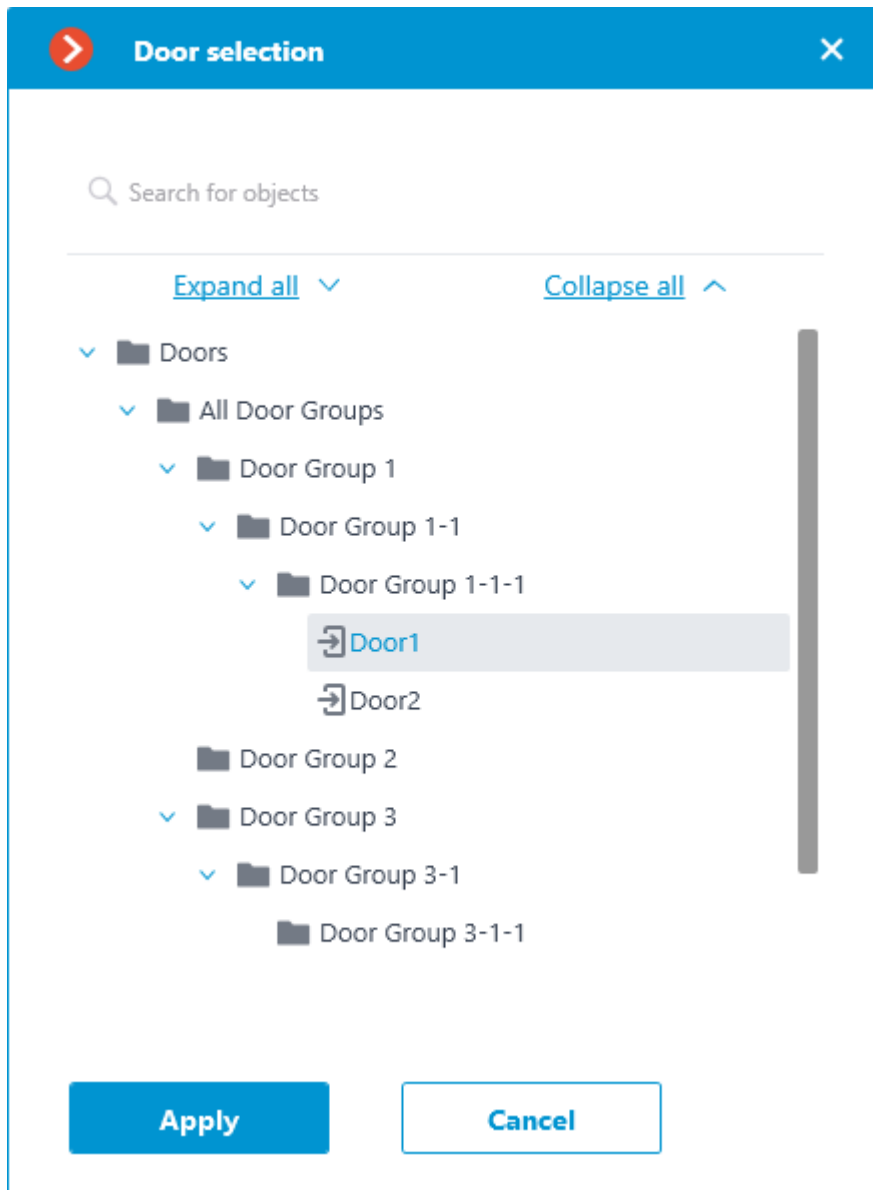 Door selection
Search for objects
Expand all Collapse all
Doors
All Door Groups
Door Group 1
Door Group 1-1
Door Group 1-1-1
Door1
Door2
Door Group 2
Door Group 3
Door Group 3-1
Door Group 3-1-1
Apply Cancel